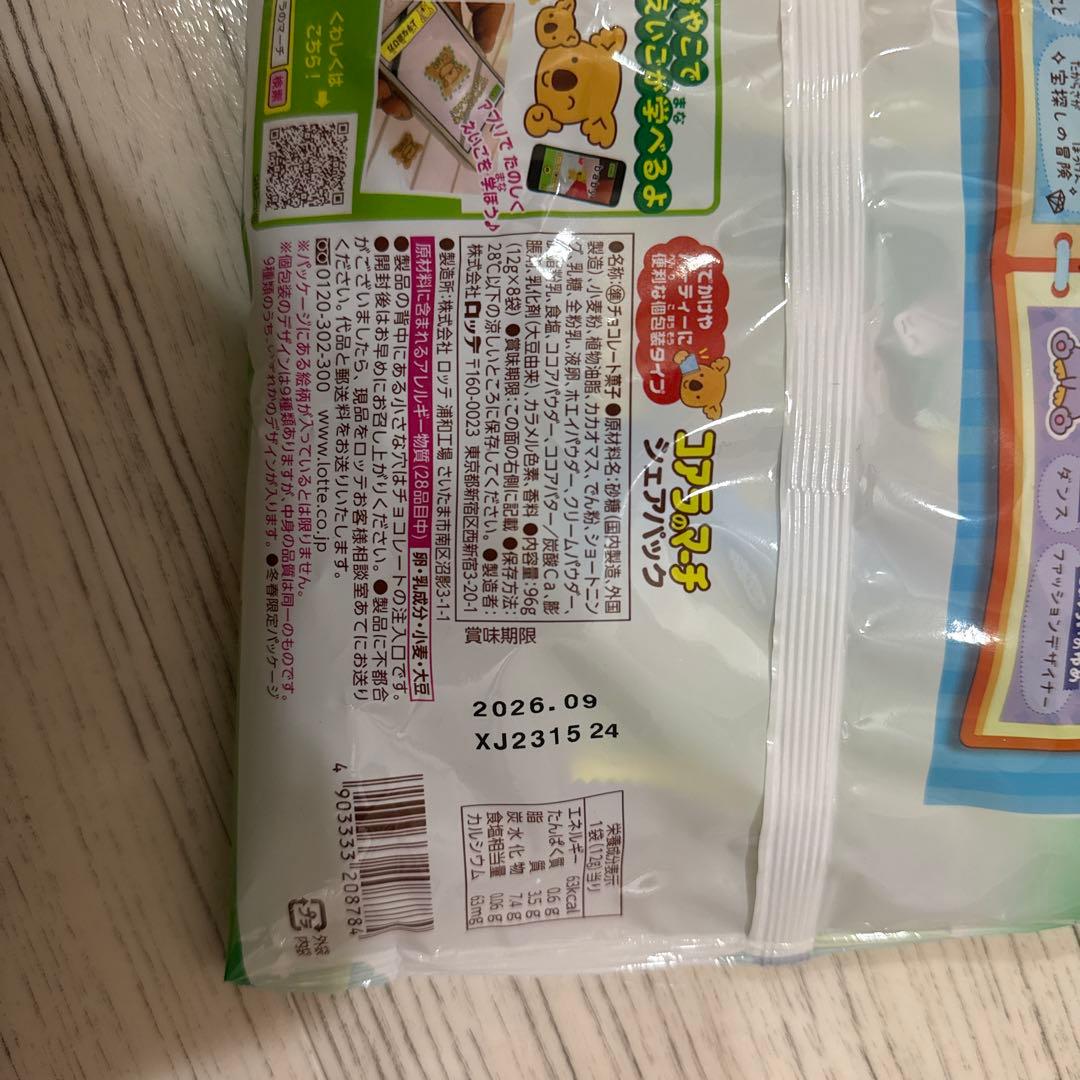 くわしくは
こちら！
検索
アプリで たのしく
えいごを 学ぼう♪
まな
えいごが学べるよ
まな
baby
便利な個包装タイプ
コアラのマーチ
シェアパック
●名称:(準)チョコレート菓子 ●原材料名:砂糖(国内製造、外国
製造)、小麦粉、植物油脂、カカオマス、でん粉、ショートニン
グ、乳糖、全粉乳、液卵、ホエイパウダー、クリームパウダー、
食塩、ココアパウダー、ココアバター/炭酸Ca、膨
脹剤、乳化剤(大豆由来)、カラメル色素、香料 ●内容量:96g
(12g×8袋) ●賞味期限:この面の右側に記載 ●保存方法:
28℃以下の涼しいところに保存してください。 ●製造者:
株式会社ロッテ 〒160-0023 東京都新宿区西新宿3-20-1
●製造所:株式会社 ロッテ 浦和工場 さいたま市南区沼影3-1-1
原材料に含まれるアレルギー物質(28品目中) 卵・乳成分・小麦・大豆
●製品の背中にある小さな穴はチョコレートの注入口です。
●開封後はお早めにお召し上がりください。●製品に不都合
がございましたら、現品をロッテお客様相談室あてにお送り
ください。代品と郵送料をお送りいたします。
0120-302-300 www.lotte.co.jp
※パッケージにある絵柄が入っているとは限りません。
※個包装のデザインは9種類ありますが、中身の品質は同一のものです。
9種類のうち、いずれかのデザインが入ります。 ●冬春限定パッケージ
賞味期限
2026.09
XJ2315 24
栄養成分表示
1袋(12g)当り
エネルギー 63kcal
たんぱく質 0.6g
脂質 3.5g
炭水化物 7.4g
食塩相当量 0.06g
カルシウム 63mg
4 903333 208784
プラ
外袋
内袋
宝探しの冒険
ダンス
ファッションデザイナー